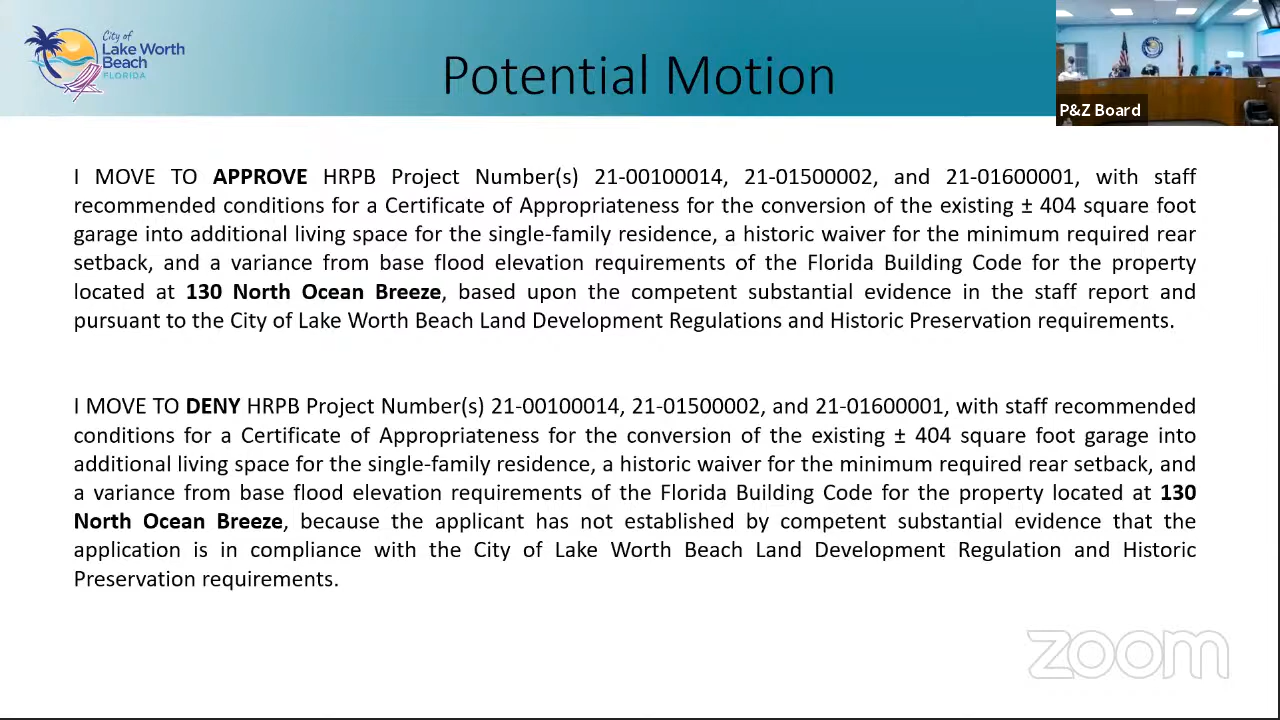 City of
Lake Worth
Beach
FLORIDA
Potential Motion
P&Z Board
I MOVE TO APPROVE HRPB Project Number(s) 21-00100014, 21-01500002, and 21-01600001, with staff
recommended conditions for a Certificate of Appropriateness for the conversion of the existing ± 404 square foot
garage into additional living space for the single-family residence, a historic waiver for the minimum required rear
setback, and a variance from base flood elevation requirements of the Florida Building Code for the property
located at 130 North Ocean Breeze, based upon the competent substantial evidence in the staff report and
pursuant to the City of Lake Worth Beach Land Development Regulations and Historic Preservation requirements.
I MOVE TO DENY HRPB Project Number(s) 21-00100014, 21-01500002, and 21-01600001, with staff recommended
conditions for a Certificate of Appropriateness for the conversion of the existing ± 404 square foot garage into
additional living space for the single-family residence, a historic waiver for the minimum required rear setback, and
a variance from base flood elevation requirements of the Florida Building Code for the property located at 130
North Ocean Breeze, because the applicant has not established by competent substantial evidence that the
application is in compliance with the City of Lake Worth Beach Land Development Regulation and Historic
Preservation requirements.
zoom